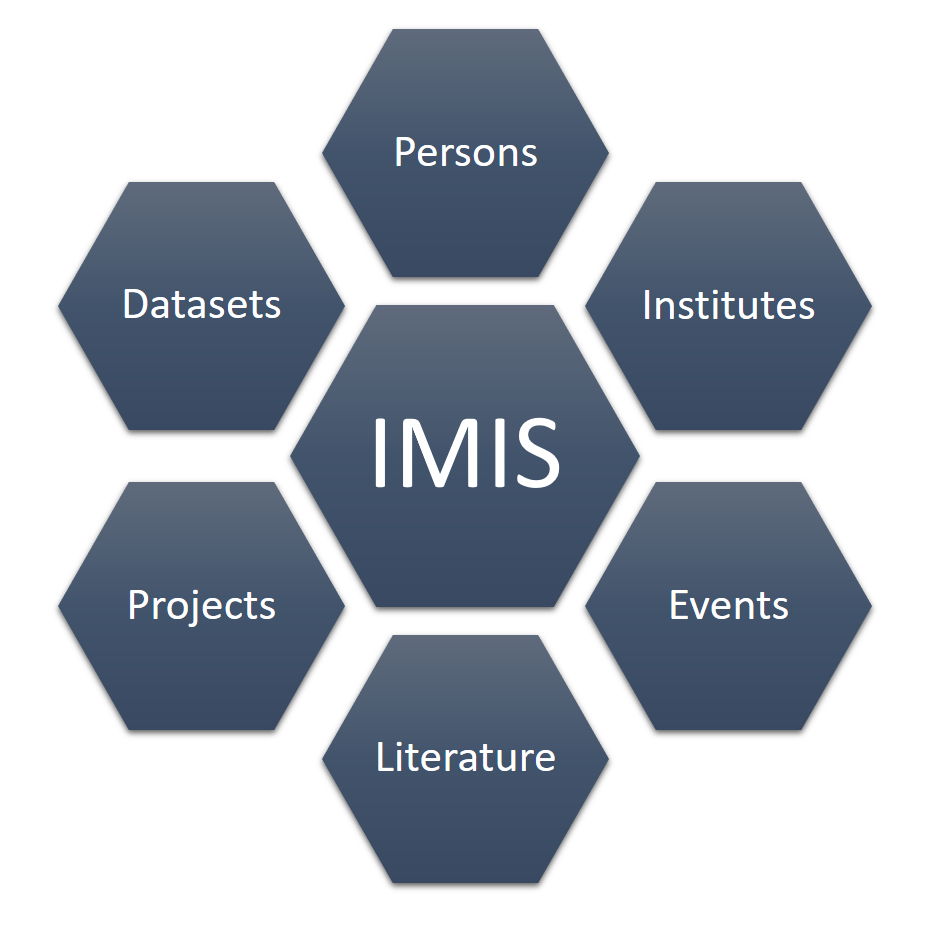 Persons
Datasets
Institutes
IMIS
Projects
Events
Literature